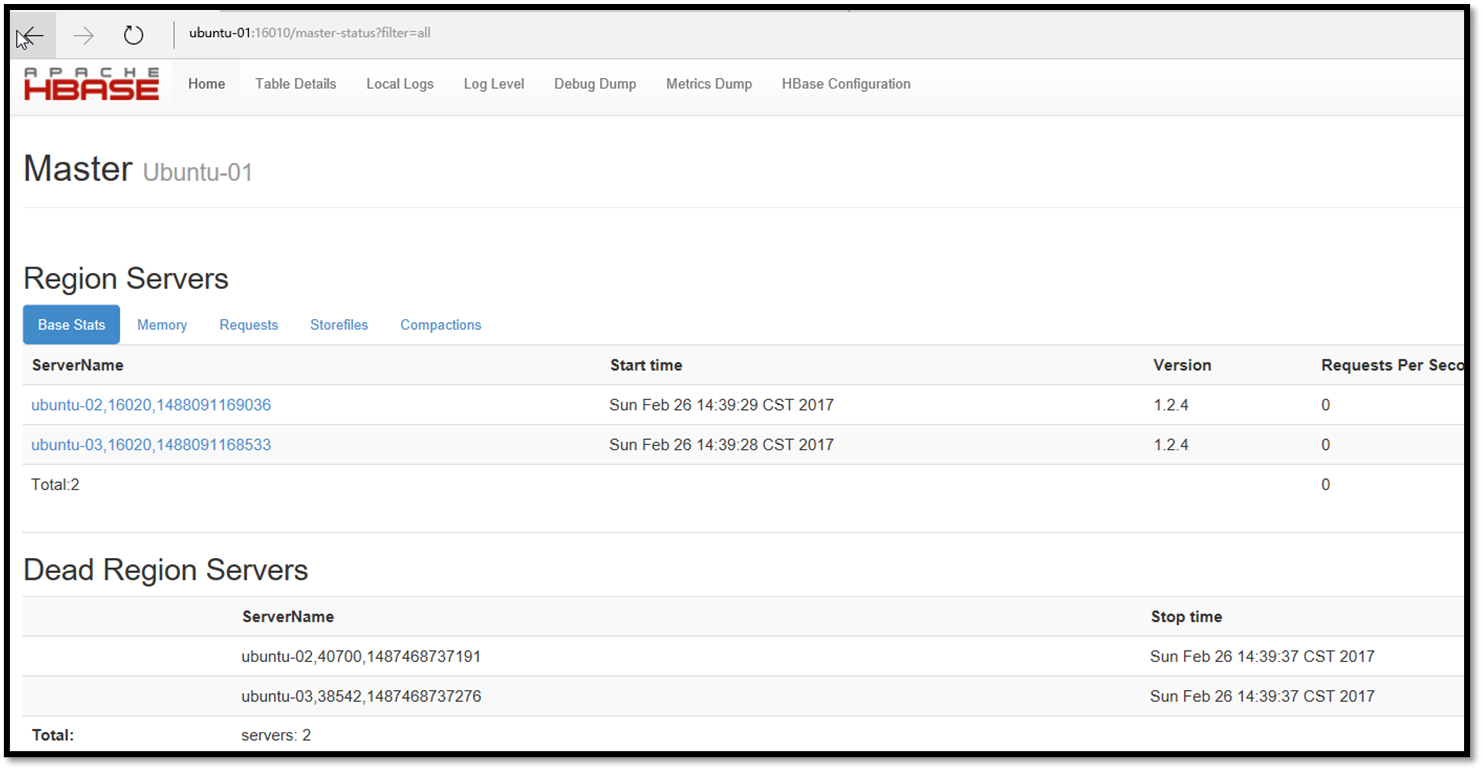 ubuntu-01:16010/master-status?filter=all
APACHE
HBASE
Home Table Details Local Logs Log Level Debug Dump Metrics Dump HBase Configuration
Master Ubuntu-01
Region Servers
Base Stats Memory Requests Storefiles Compactions
ServerName Start time Version Requests Per Seco
ubuntu-02,16020,1488091169036 Sun Feb 26 14:39:29 CST 2017 1.2.4 0
ubuntu-03,16020,1488091168533 Sun Feb 26 14:39:28 CST 2017 1.2.4 0
Total:2 0
Dead Region Servers
ServerName Stop time
ubuntu-02,40700,1487468737191 Sun Feb 26 14:39:37 CST 2017
ubuntu-03,38542,1487468737276 Sun Feb 26 14:39:37 CST 2017
Total: servers: 2